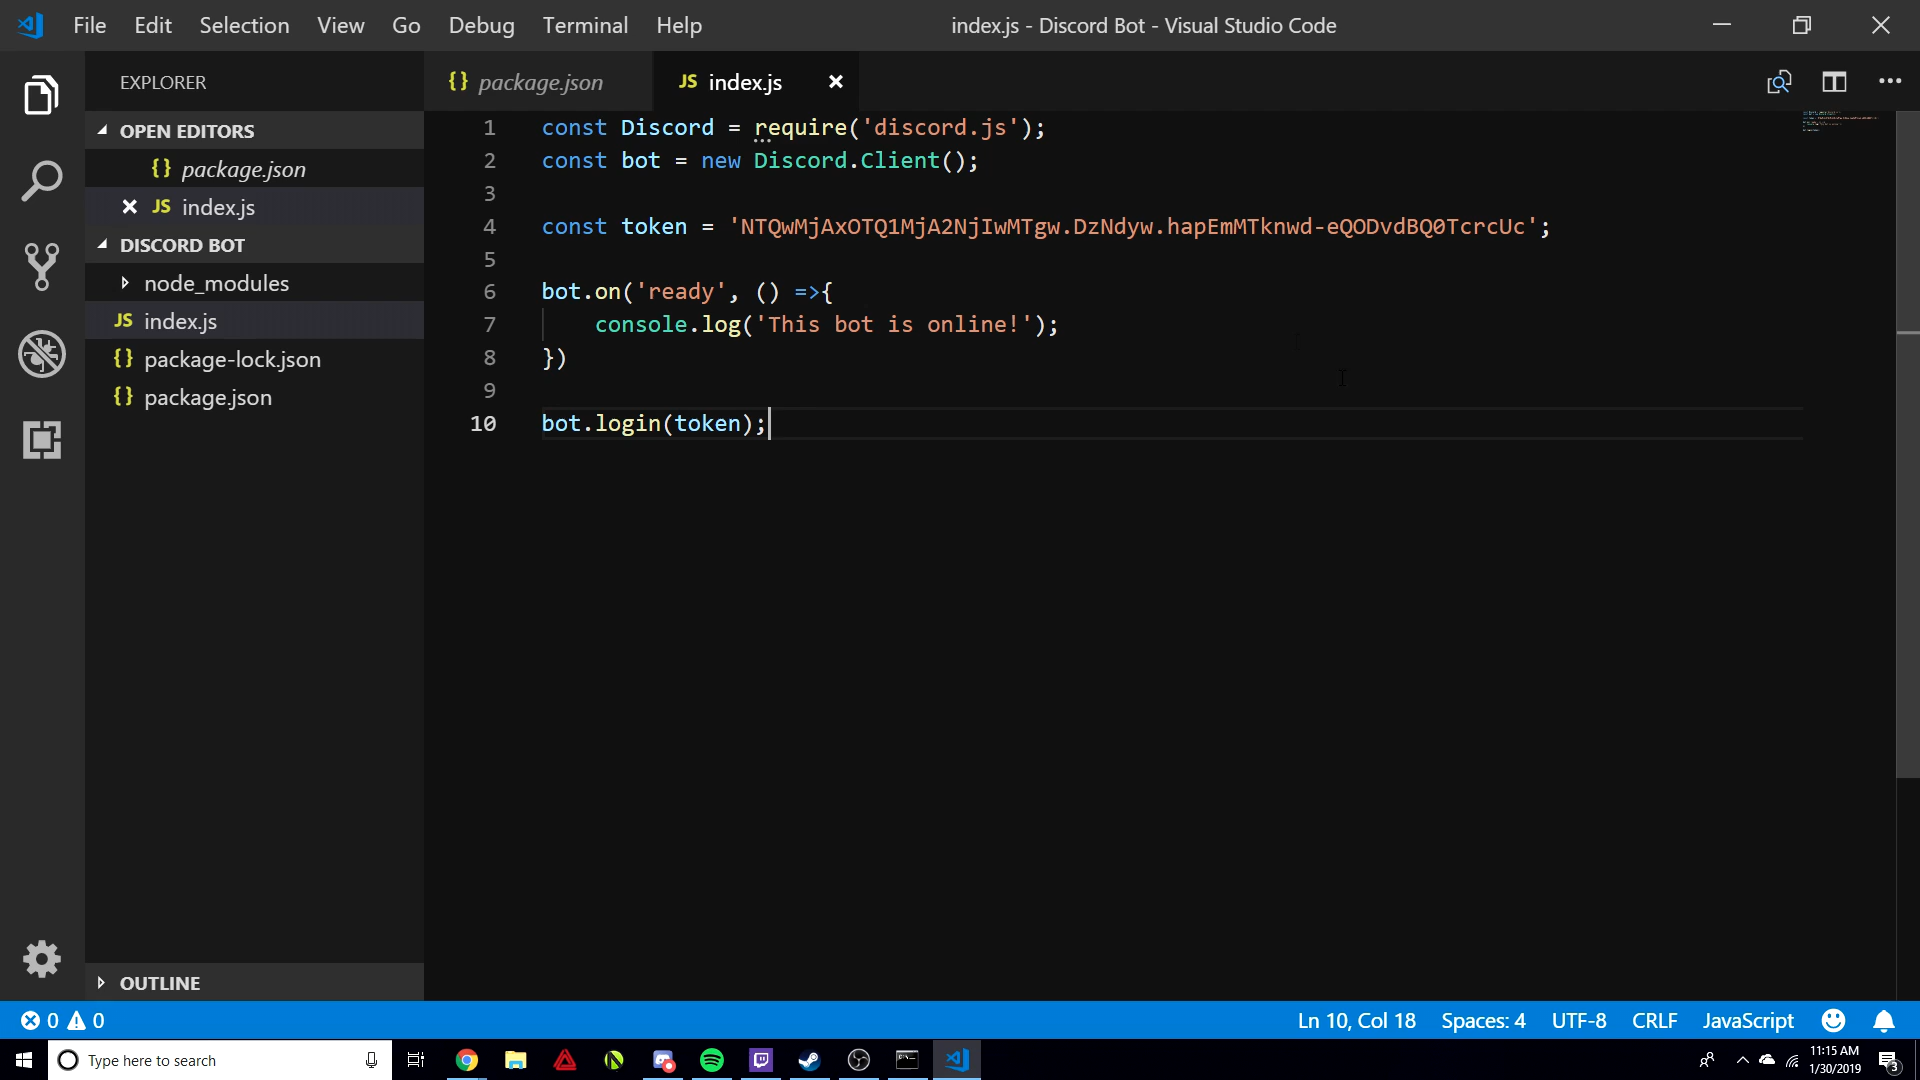 File Edit Selection View Go Debug Terminal Help index.js - Discord Bot - Visual Studio Code
EXPLORER
OPEN EDITORS
{} package.json
JS index.js
DISCORD BOT
node_modules
JS index.js
{} package-lock.json
{} package.json
OUTLINE
{} package.json JS index.js
1 const Discord = require('discord.js');
2 const bot = new Discord.Client();
3
4 const token = 'NTQwMjAxOTQ1MjA2NjIwMTgw.DzNdyw.hapEmMTknwd-eQODvdBQ0TcrcUc';
5
6 bot.on('ready', () =>{
7 console.log('This bot is online!');
8 })
9
10 bot.login(token);
0 0 Ln 10, Col 18 Spaces: 4 UTF-8 CRLF JavaScript
Type here to search
11:15 AM
1/30/2019
3